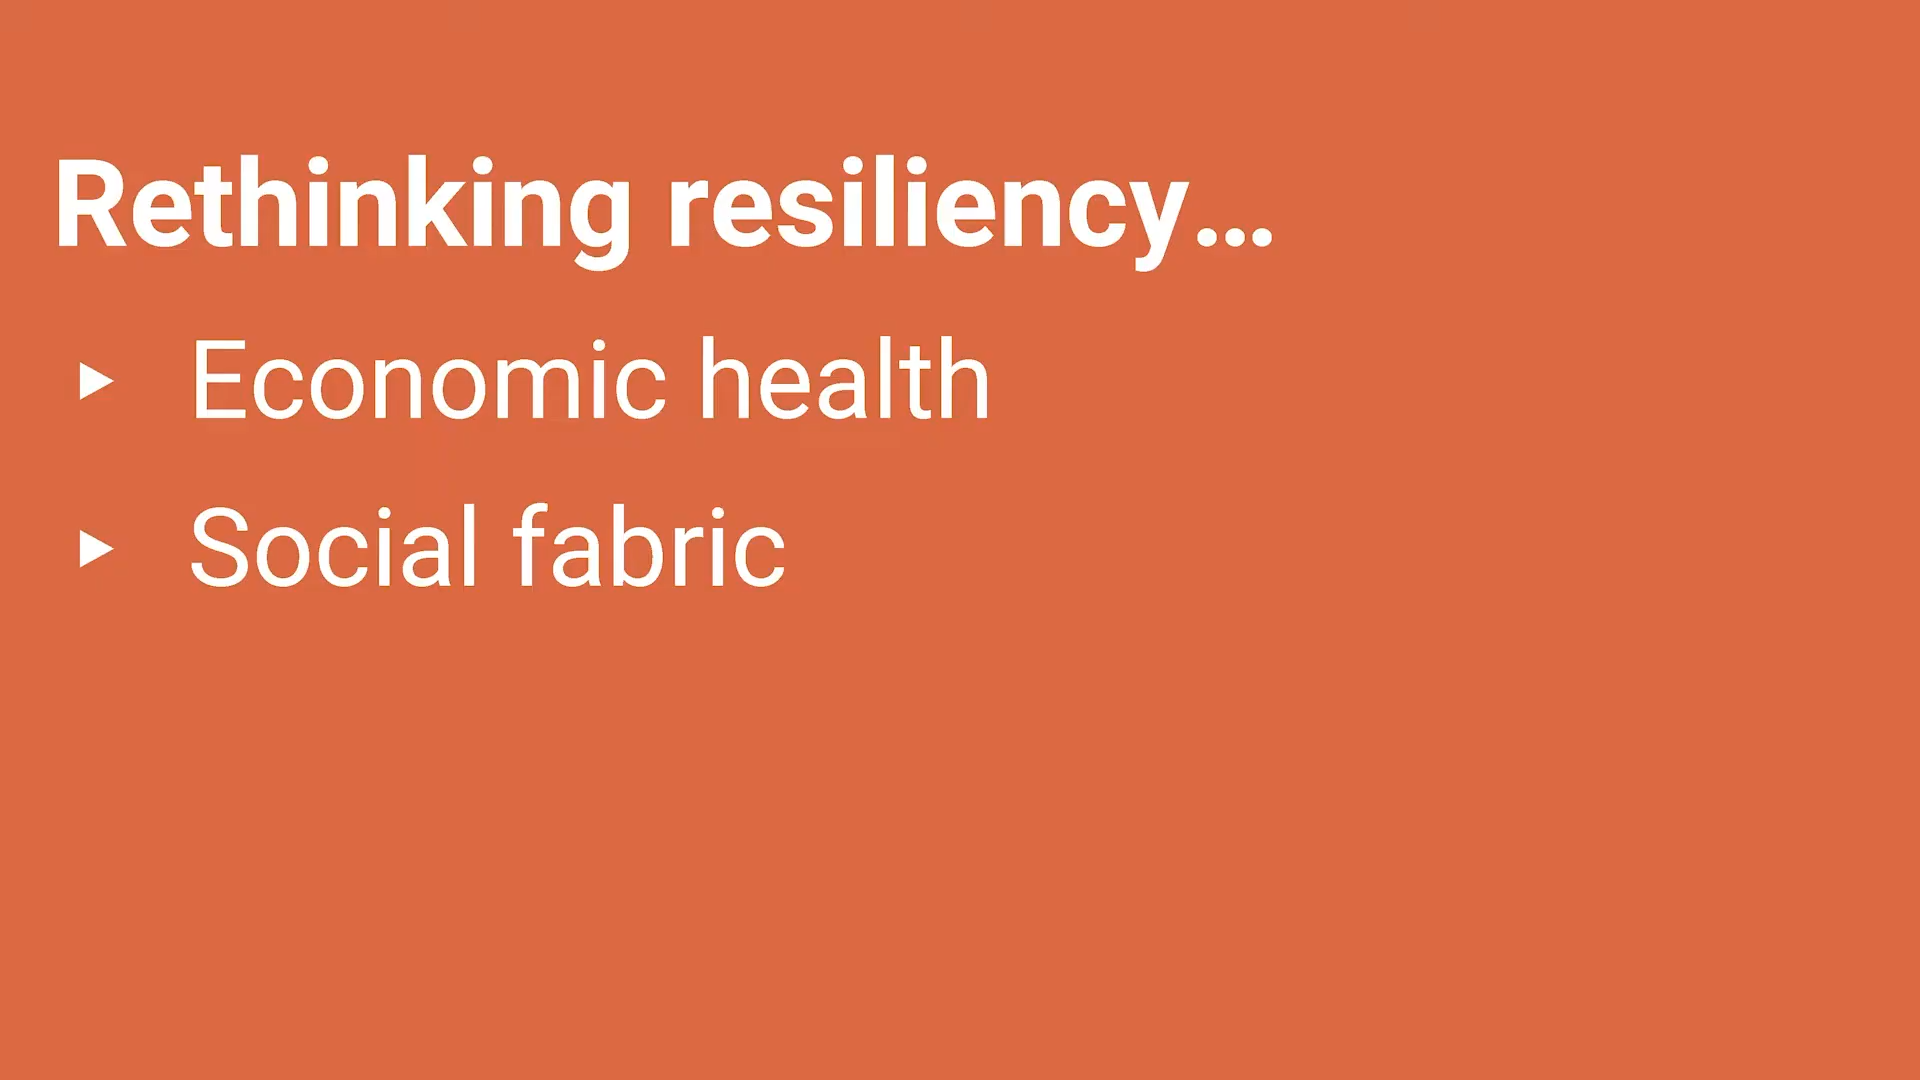 Rethinking resiliency…
▸ Economic health
▸ Social fabric